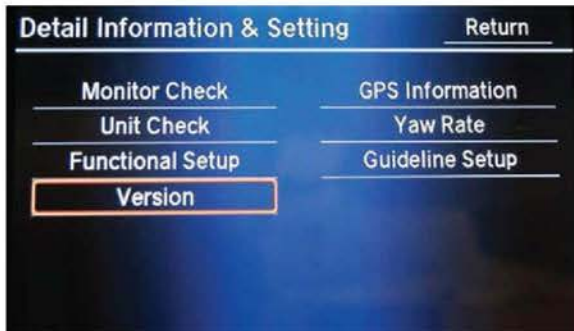 Detail Information & Setting
Return
Monitor Check
GPS Information
Unit Check
Yaw Rate
Functional Setup
Guideline Setup
Version